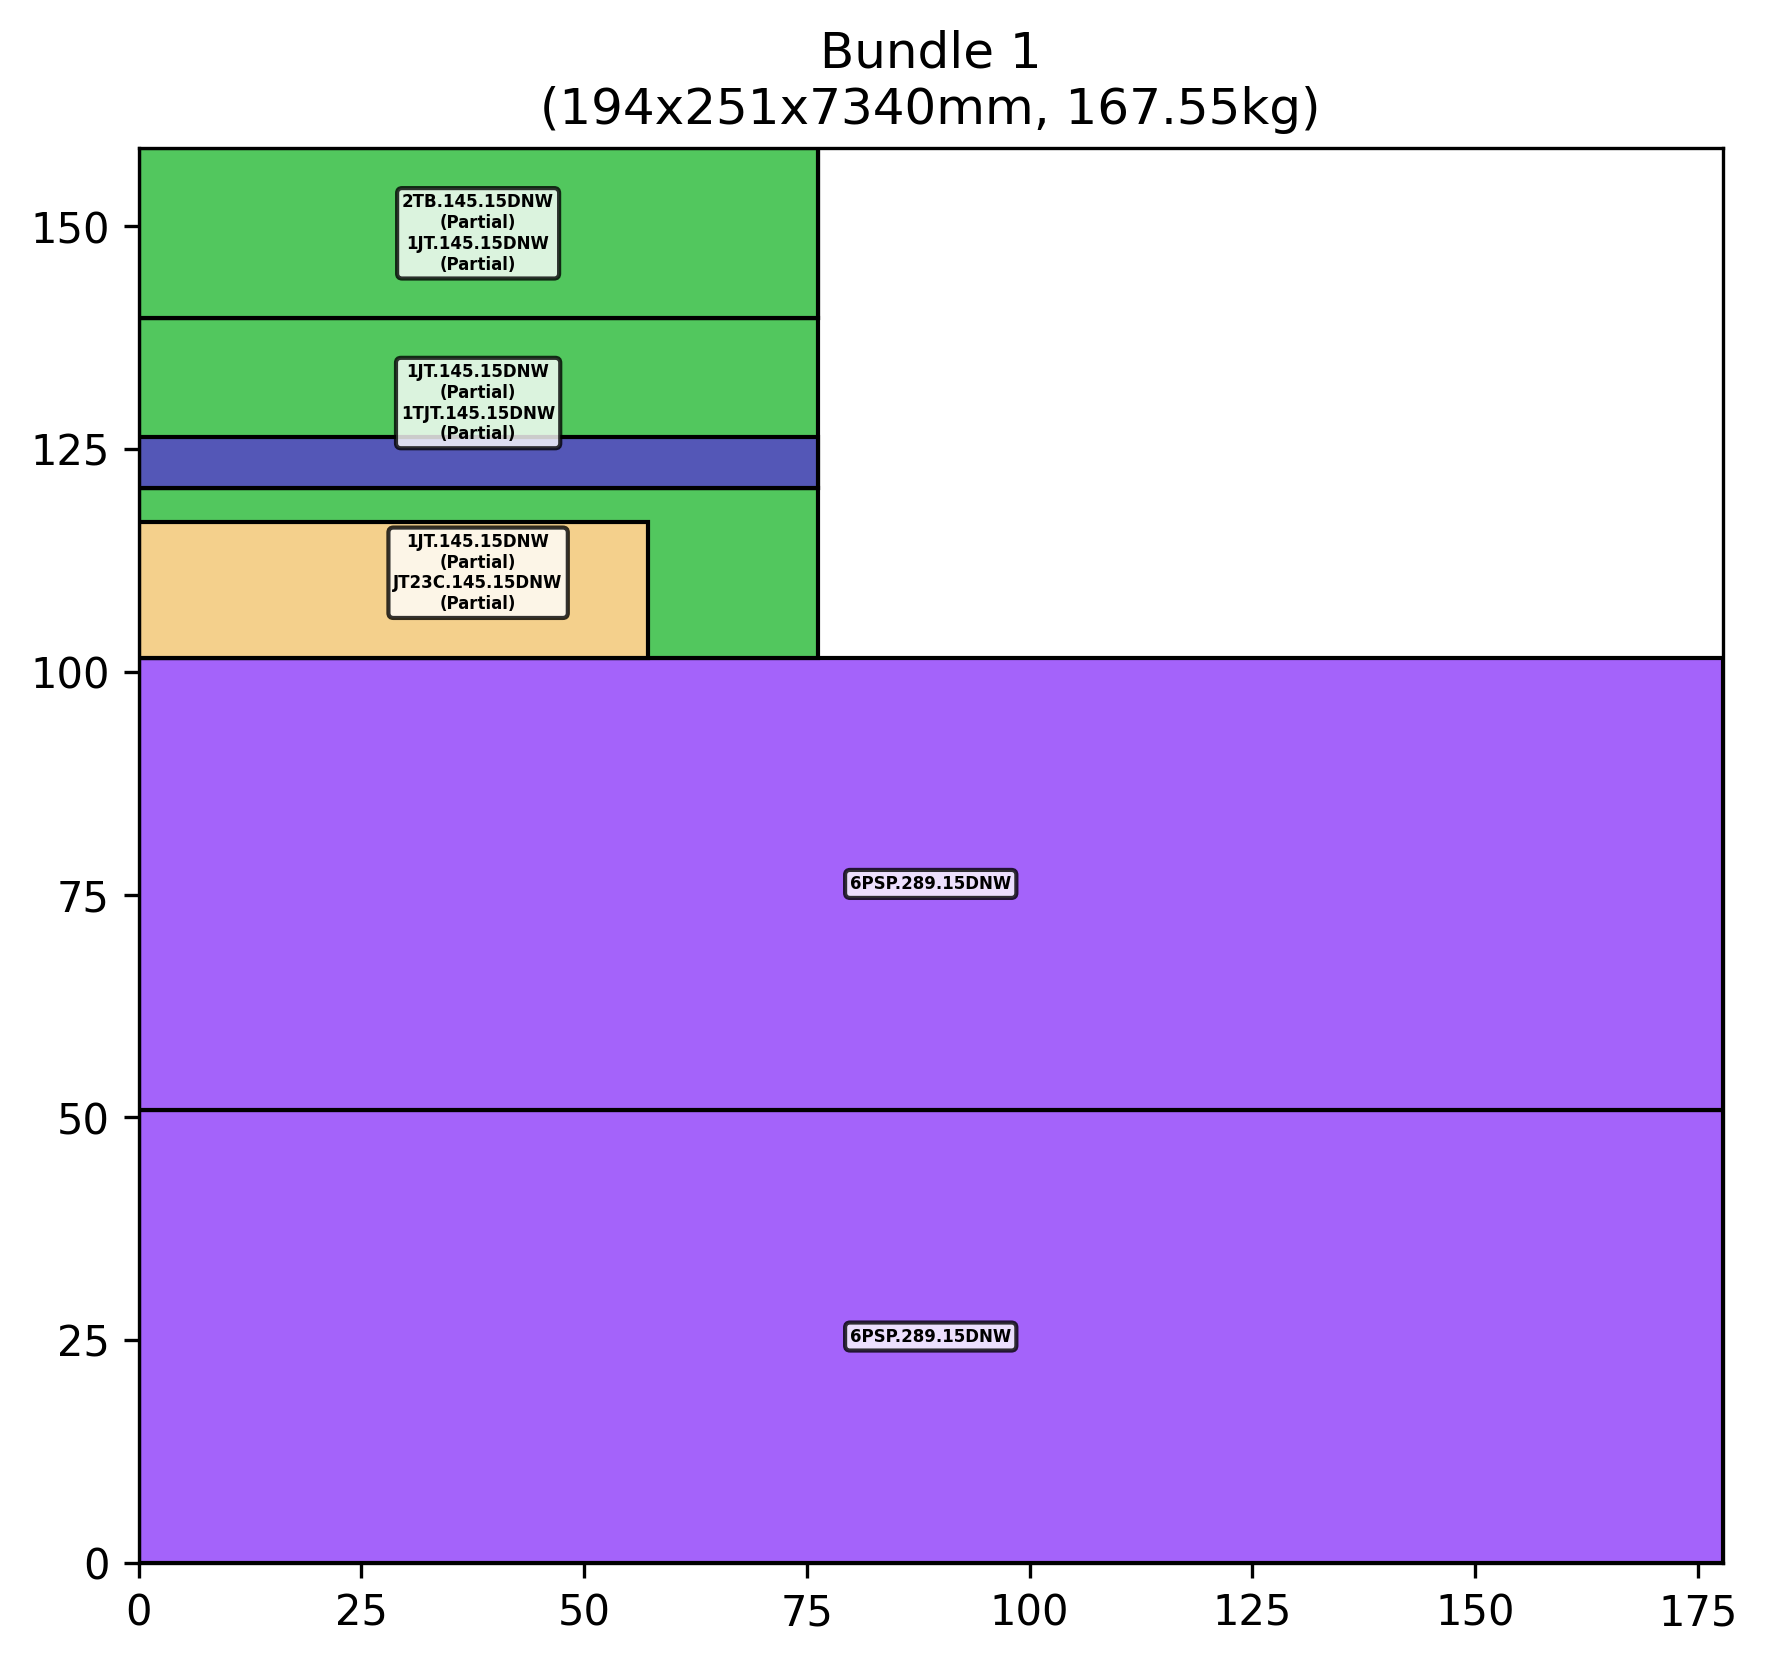 Bundle 1
(194x251x7340mm, 167.55kg)
150
125
100
75
50
25
0
2TB.145.15DNW
(Partial)
1JT.145.15DNW
(Partial)
1JT.145.15DNW
(Partial)
1TJT.145.15DNW
(Partial)
1JT.145.15DNW
(Partial)
JT23C.145.15DNW
(Partial)
6PSP.289.15DNW
6PSP.289.15DNW
0 25 50 75 100 125 150 175